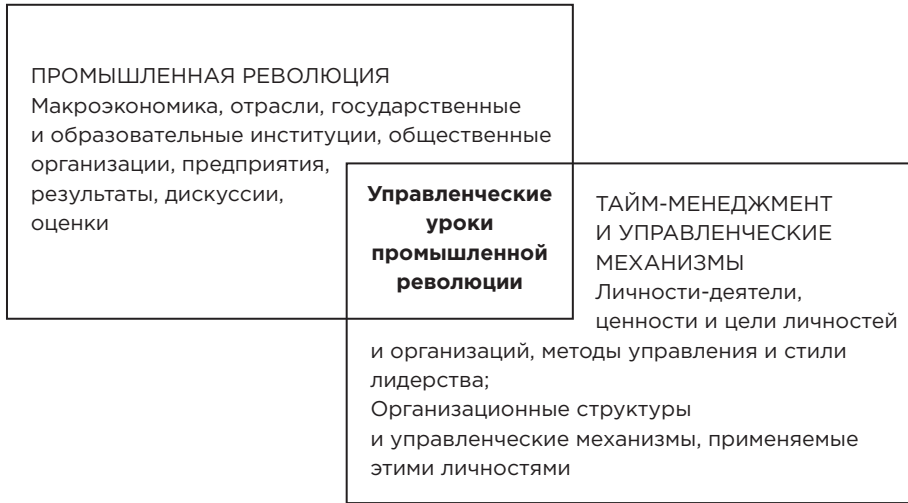 ПРОМЫШЛЕННАЯ РЕВОЛЮЦИЯ
Макроэкономика, отрасли, государственные
и образовательные институции, общественные
организации, предприятия,
результаты, дискуссии,
оценки
Управленческие
уроки
промышленной
революции
ТАЙМ-МЕНЕДЖМЕНТ
И УПРАВЛЕНЧЕСКИЕ
МЕХАНИЗМЫ
Личности-деятели,
ценности и цели личностей
и организаций, методы управления и стили
лидерства;
Организационные структуры
и управленческие механизмы, применяемые
этими личностями